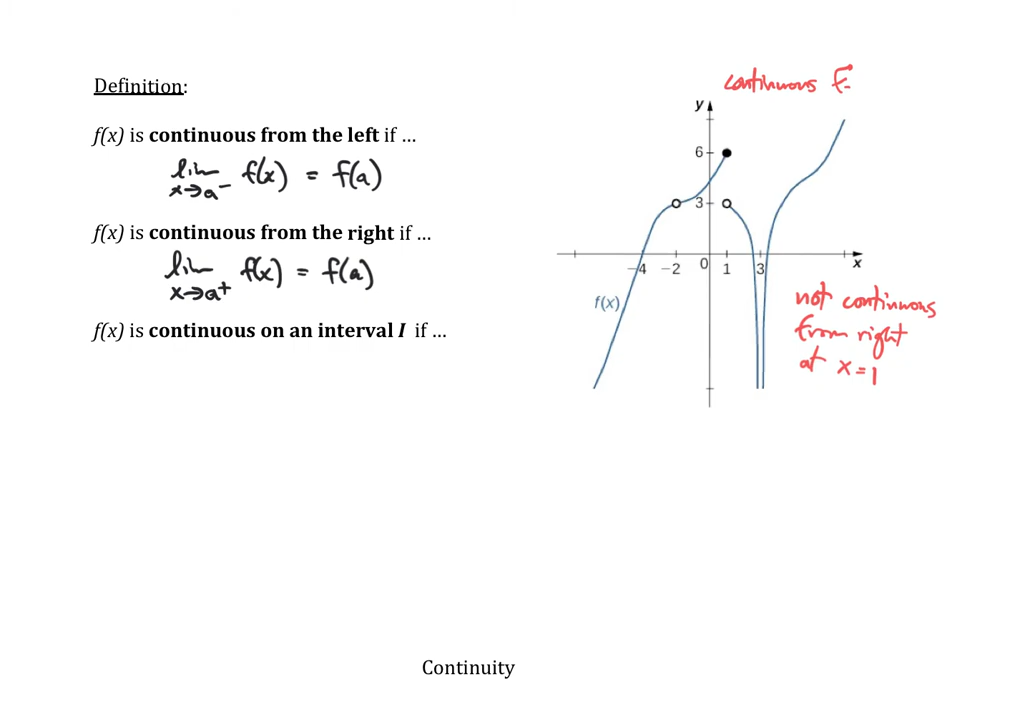 Definition:
f(x) is continuous from the left if …
lim f(x) = f(a)
x→a⁻
f(x) is continuous from the right if …
lim f(x) = f(a)
x→a⁺
f(x) is continuous on an interval I if …
continuous
y
6
3
-4 -2 0 1 3 x
f(x)
not continuous
from right
at x=1
Continuity